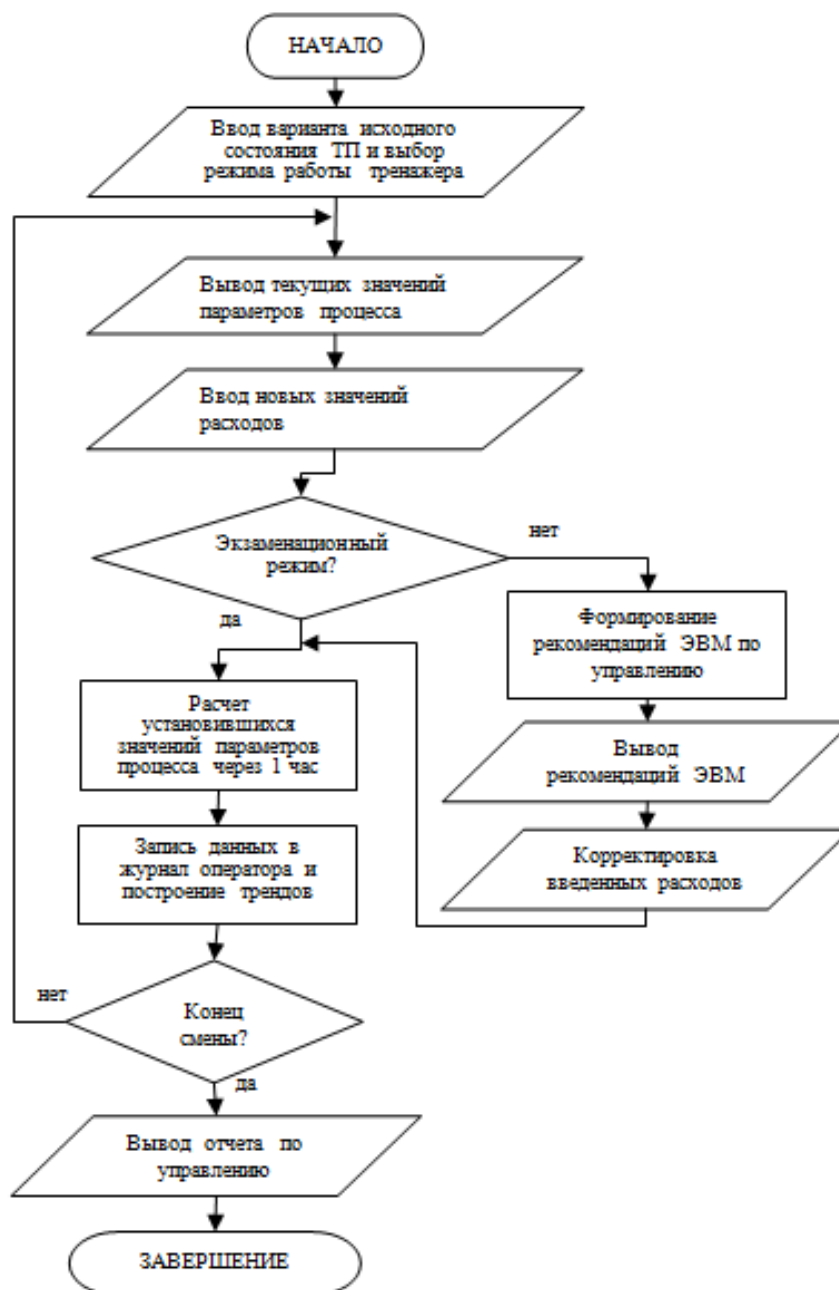 НАЧАЛО
Ввод варианта исходного
состояния ТП и выбор
режима работы тренажера
Вывод текущих значений
параметров процесса
Ввод новых значений
расходов
Экзаменационный
режим?
нет
да
Формирование
рекомендаций ЭВМ по
управлению
Вывод
рекомендаций ЭВМ
Корректировка
введенных расходов
Расчет
установившихся
значений параметров
процесса через 1 час
Запись данных в
журнал оператора и
построение трендов
Конец
смены?
нет
да
Вывод отчета по
управлению
ЗАВЕРШЕНИЕ